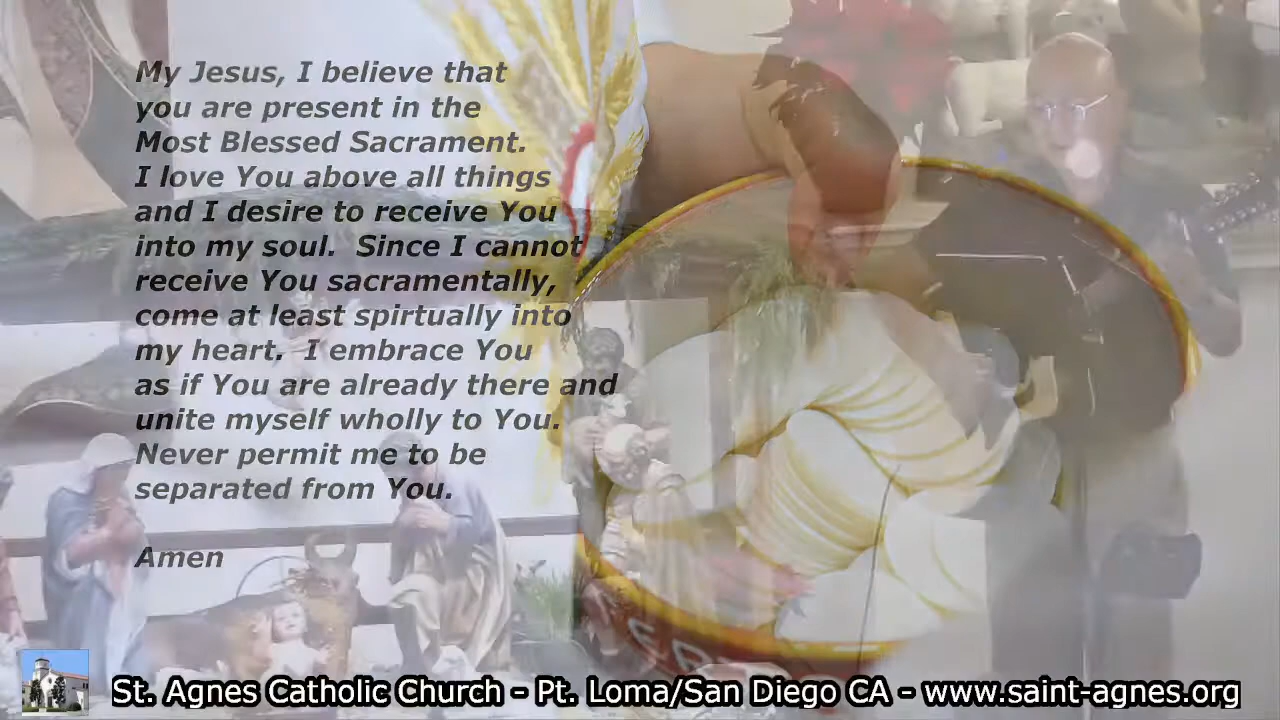 My Jesus, I believe that
you are present in the
Most Blessed Sacrament.
I love You above all things
and I desire to receive You
into my soul.  Since I cannot
receive You sacramentally,
come at least spirtually into
my heart.  I embrace You
as if You are already there and
unite myself wholly to You.
Never permit me to be
separated from You.
Amen
St. Agnes Catholic Church - Pt. Loma/San Diego CA - www.saint-agnes.org